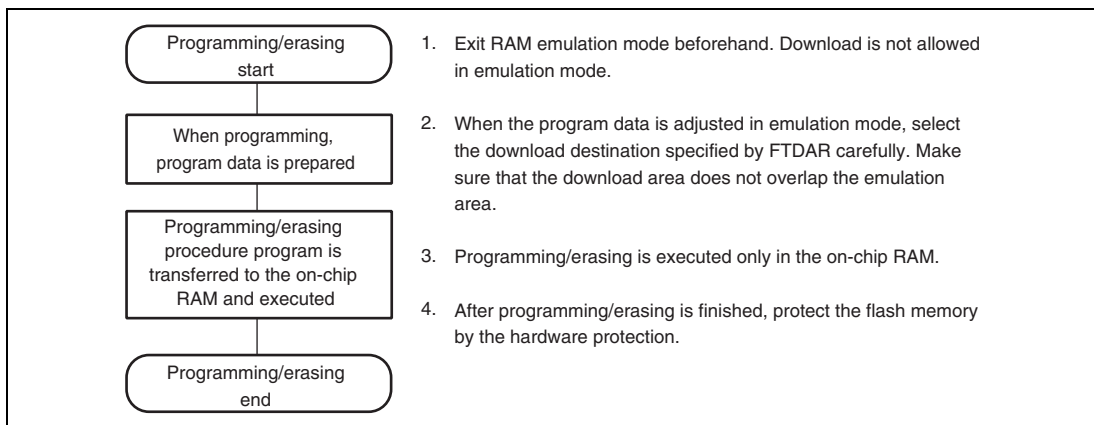 Programming/erasing
start
When programming,
program data is prepared
Programming/erasing
procedure program is
transferred to the on-chip
RAM and executed
Programming/erasing
end
1. Exit RAM emulation mode beforehand. Download is not allowed
in emulation mode.
2. When the program data is adjusted in emulation mode, select
the download destination specified by FTDAR carefully. Make
sure that the download area does not overlap the emulation
area.
3. Programming/erasing is executed only in the on-chip RAM.
4. After programming/erasing is finished, protect the flash memory
by the hardware protection.